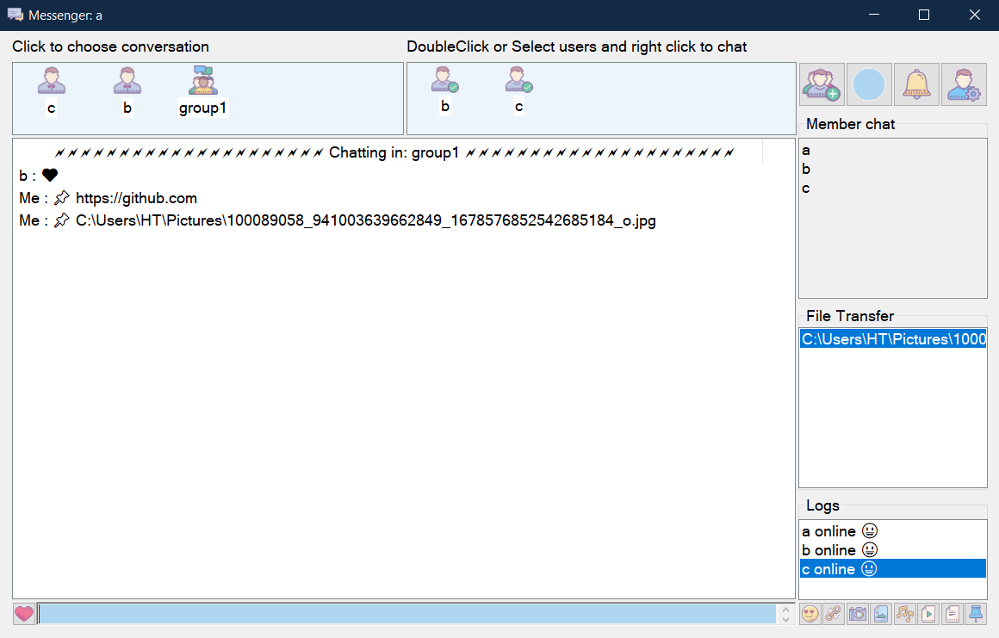 Messenger: a
Click to choose conversation
DoubleClick or Select users and right click to chat
c
b
group1
b
c
Member chat
a
b
c
Chatting in: group1
b : 🖤
Me : 📌 https://github.com
Me : 📌 C:\Users\HT\Pictures\100089058_941003639662849_1678576852542685184_o.jpg
File Transfer
C:\Users\HT\Pictures\1000
Logs
a online 😀
b online 😀
c online 😀